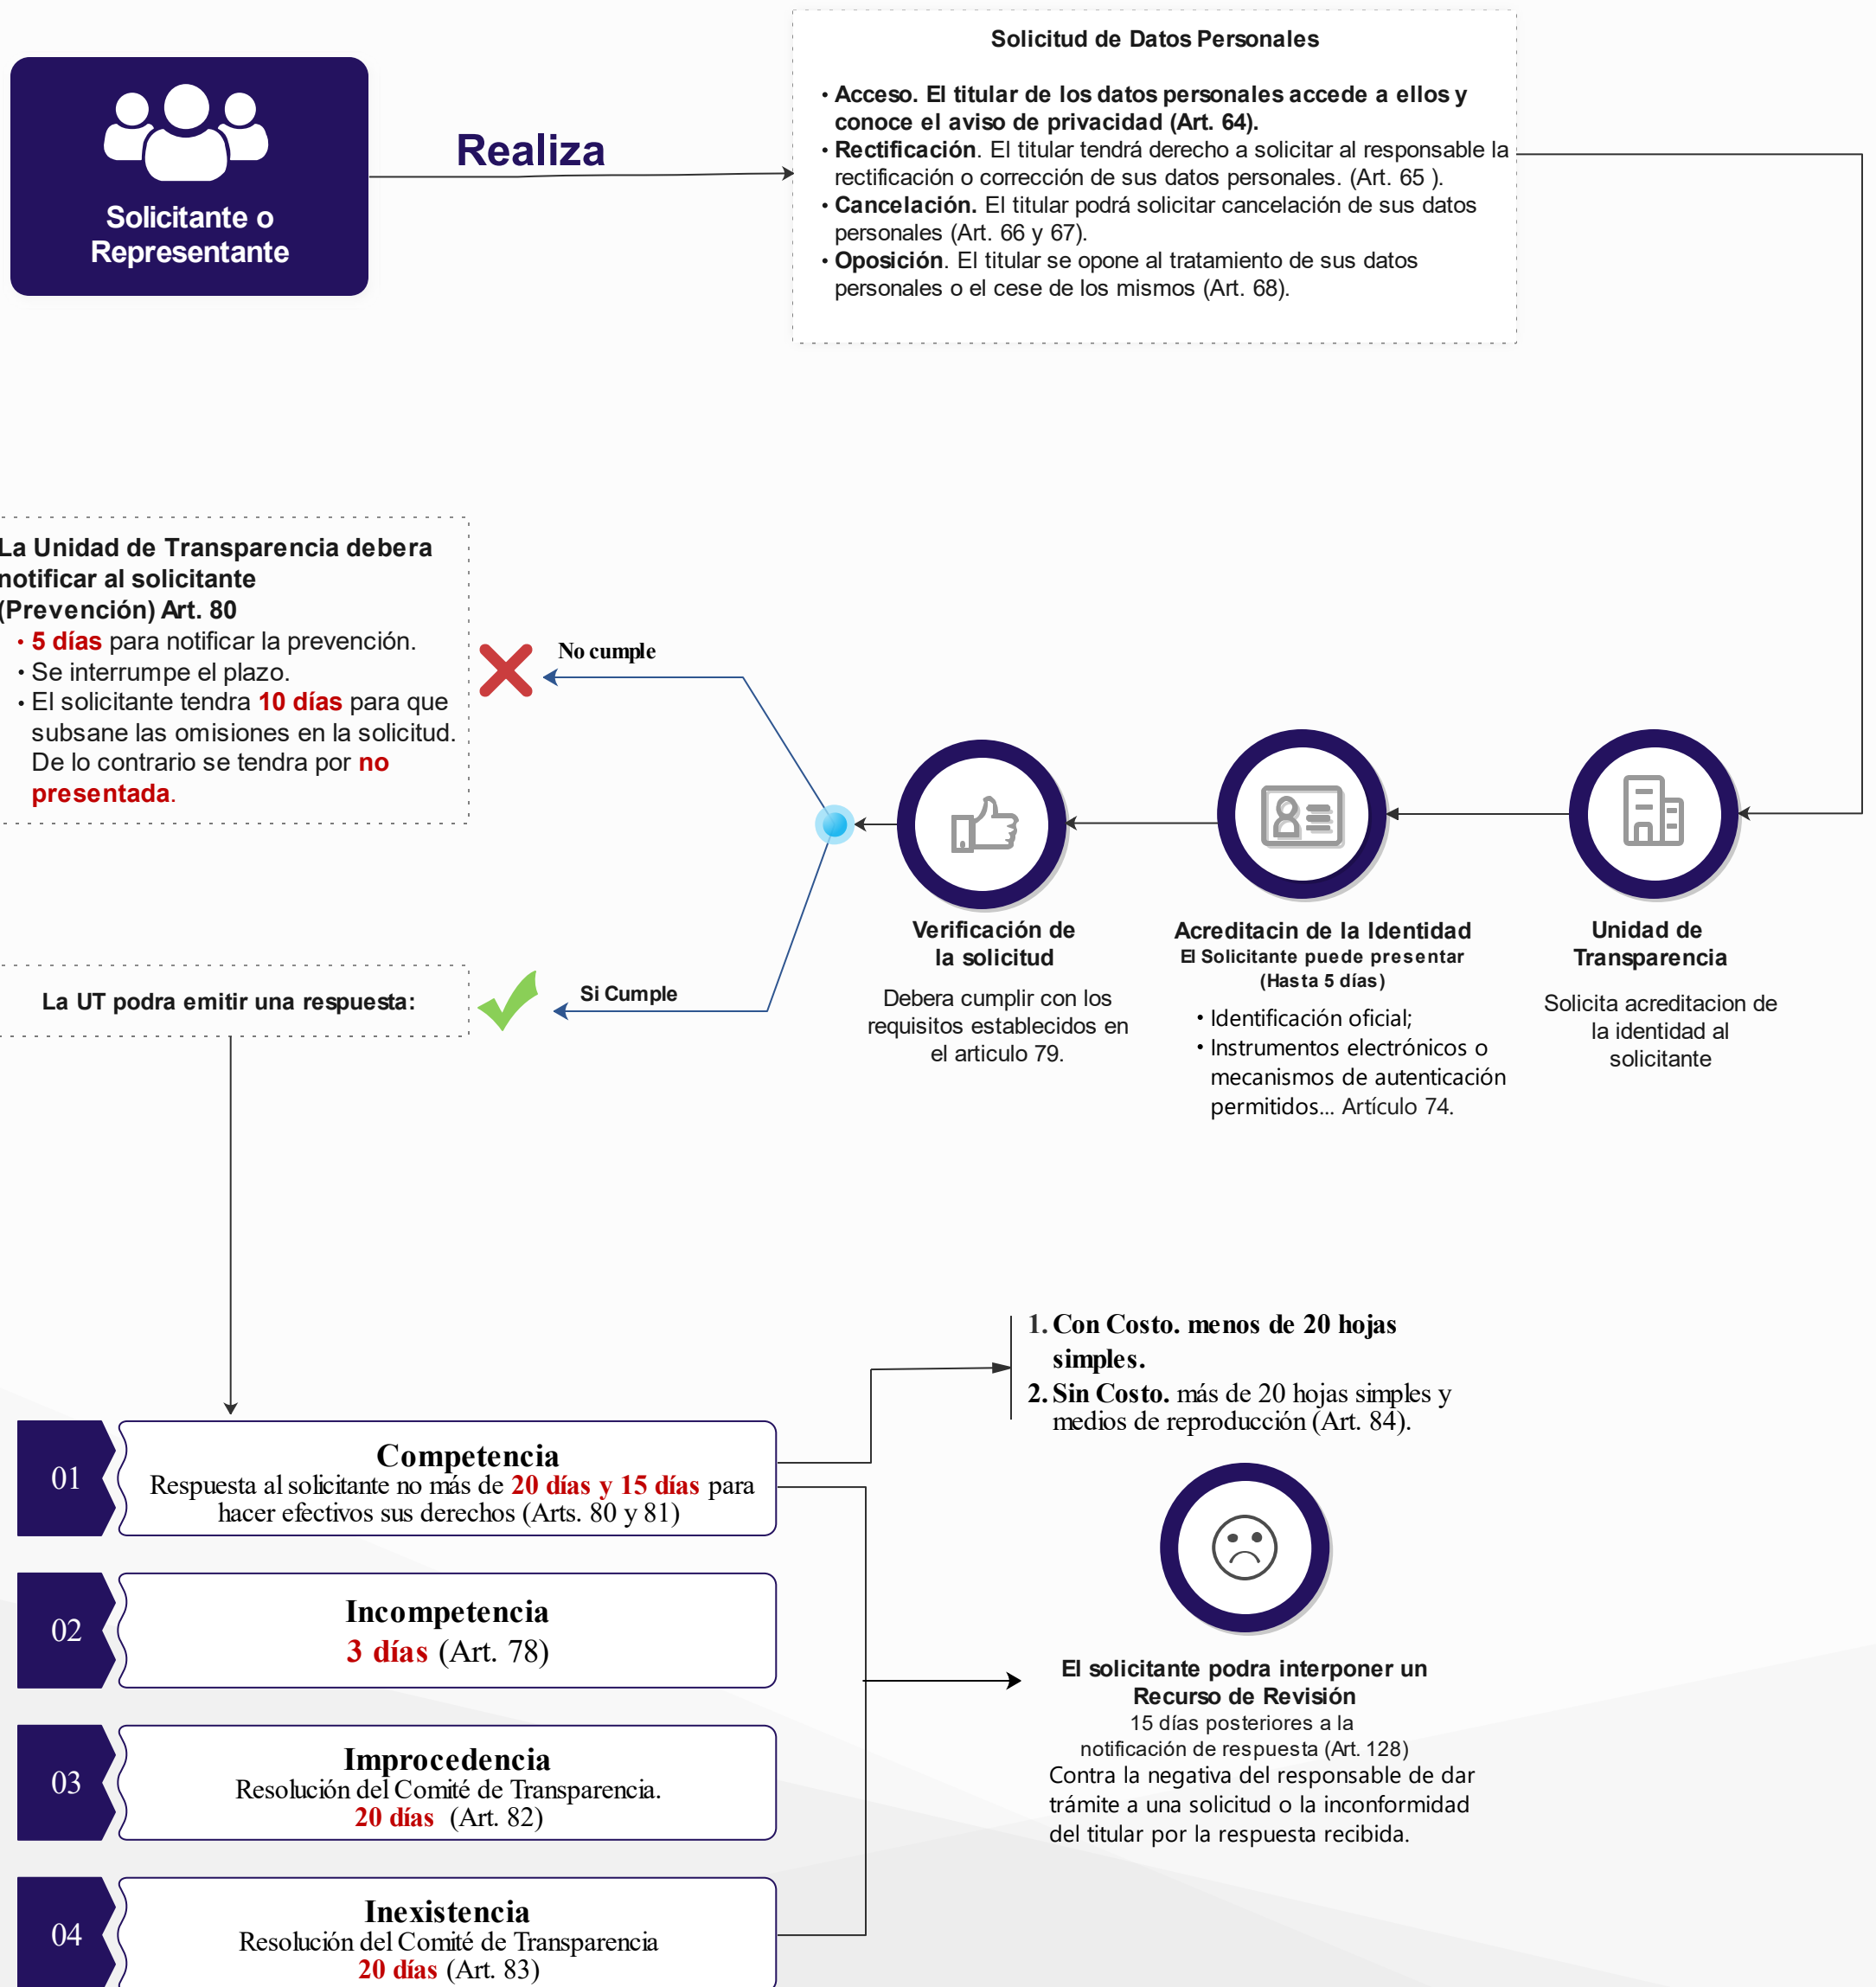 Solicitante o
Representante
Realiza
Solicitud de Datos Personales
• Acceso. El titular de los datos personales accede a ellos y
conoce el aviso de privacidad (Art. 64).
• Rectificación. El titular tendrá derecho a solicitar al responsable la
rectificación o corrección de sus datos personales. (Art. 65 ).
• Cancelación. El titular podrá solicitar cancelación de sus datos
personales (Art. 66 y 67).
• Oposición. El titular se opone al tratamiento de sus datos
personales o el cese de los mismos (Art. 68).
La Unidad de Transparencia debera
notificar al solicitante
(Prevención) Art. 80
• 5 días para notificar la prevención.
• Se interrumpe el plazo.
• El solicitante tendra 10 días para que
subsane las omisiones en la solicitud.
De lo contrario se tendra por no
presentada.
No cumple
Si Cumple
Verificación de
la solicitud
Debera cumplir con los
requisitos establecidos en
el articulo 79.
Acreditacin de la Identidad
El Solicitante puede presentar
(Hasta 5 días)
• Identificación oficial;
• Instrumentos electrónicos o
mecanismos de autenticación
permitidos... Artículo 74.
Unidad de
Transparencia
Solicita acreditacion de
la identidad al
solicitante
La UT podra emitir una respuesta:
1. Con Costo. menos de 20 hojas
simples.
2. Sin Costo. más de 20 hojas simples y
medios de reproducción (Art. 84).
01
Competencia
Respuesta al solicitante no más de 20 días y 15 días para
hacer efectivos sus derechos (Arts. 80 y 81)
02
Incompetencia
3 días (Art. 78)
03
Improcedencia
Resolución del Comité de Transparencia.
20 días (Art. 82)
04
Inexistencia
Resolución del Comité de Transparencia
20 días (Art. 83)
El solicitante podra interponer un
Recurso de Revisión
15 días posteriores a la
notificación de respuesta (Art. 128)
Contra la negativa del responsable de dar
trámite a una solicitud o la inconformidad
del titular por la respuesta recibida.